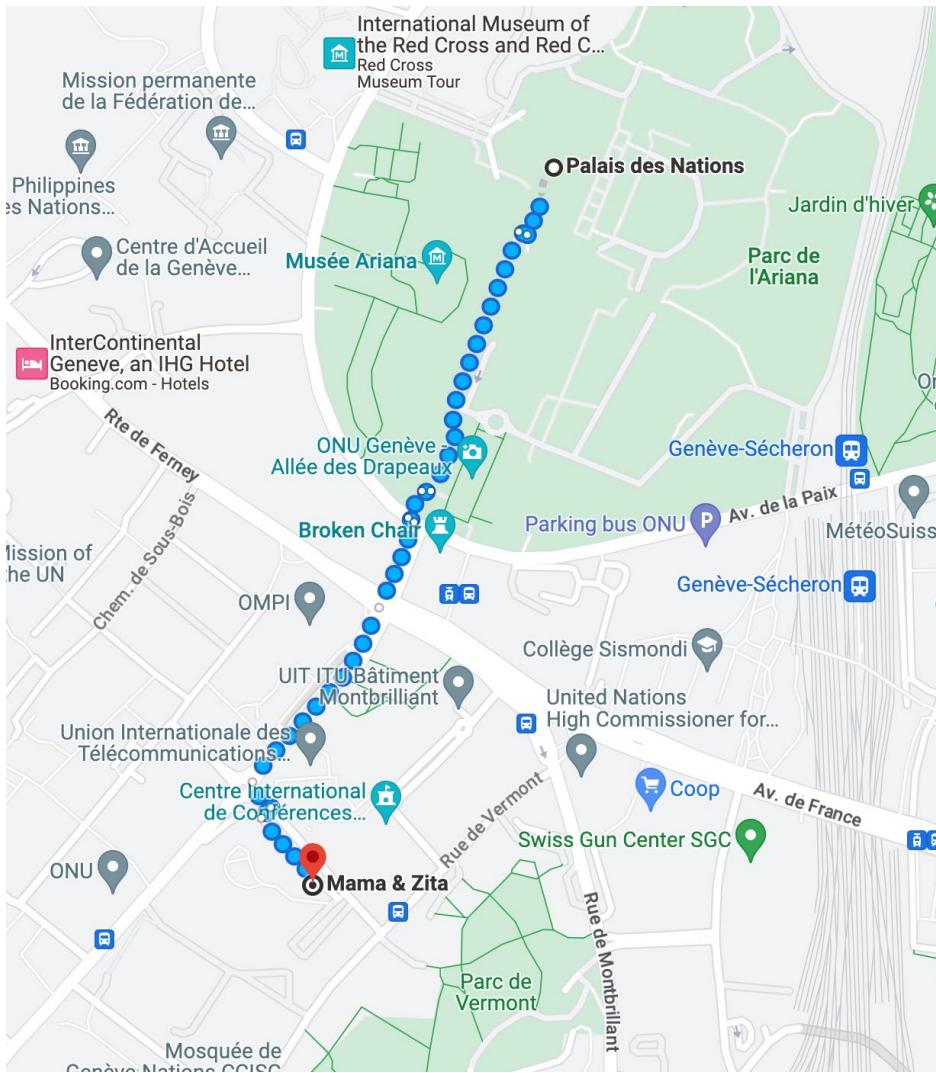 International Museum of
the Red Cross and Red C...
Red Cross
Museum Tour
Mission permanente
de la Fédération de...
Palais des Nations
Philippines
es Nations...
Jardin d'hiver
Centre d'Accueil
de la Genève...
Musée Ariana
Parc de
l'Ariana
InterContinental
Geneve, an IHG Hotel
Booking.com - Hotels
Rte de Ferney
ONU Genève -
Allée des Drapeaux
Genève-Sécheron
Chem. de Sous-Bois
Av. de la Paix
Broken Chair
Parking bus ONU
P
MétéoSuiss
Mission of
he UN
Genève-Sécheron
OMPI
Collège Sismondi
UIT ITU Bâtiment
Montbrilliant
United Nations
High Commissioner for...
Union Internationale des
Télécommunications...
Centre International
de Conférences...
Coop
Av. de France
Rue de Vermont
Swiss Gun Center SGC
ONU
Mama & Zita
Rue de Montbrillant
Parc de
Vermont
Mosquée de